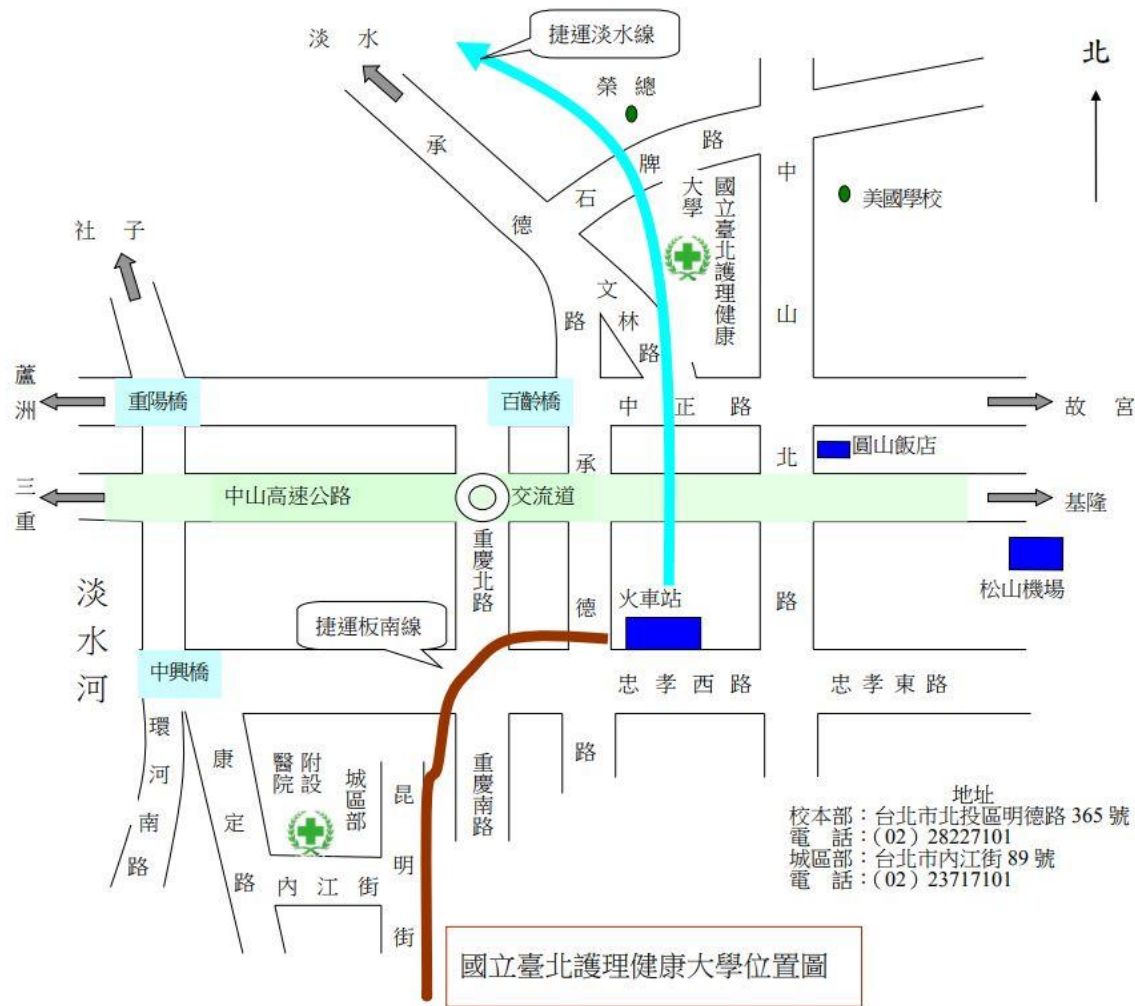 捷運淡水線
淡水
北
榮總
承德路
石牌路
中山北路
國立臺北護理健康
大學
美國學校
社子
文林路
蘆洲
重陽橋
百齡橋
中正路
故宮
圓山飯店
三重
中山高速公路
交流道
基隆
承德路
重慶北路
松山機場
淡水河
捷運板南線
火車站
中興橋
忠孝西路
忠孝東路
環河南路
康定路
附設
醫院
城區部
昆明街
重慶南路
內江街
地址
校本部：台北市北投區明德路 365 號
電　話：(02) 28227101
城區部：台北市內江街 89 號
電　話：(02) 23717101
國立臺北護理健康大學位置圖